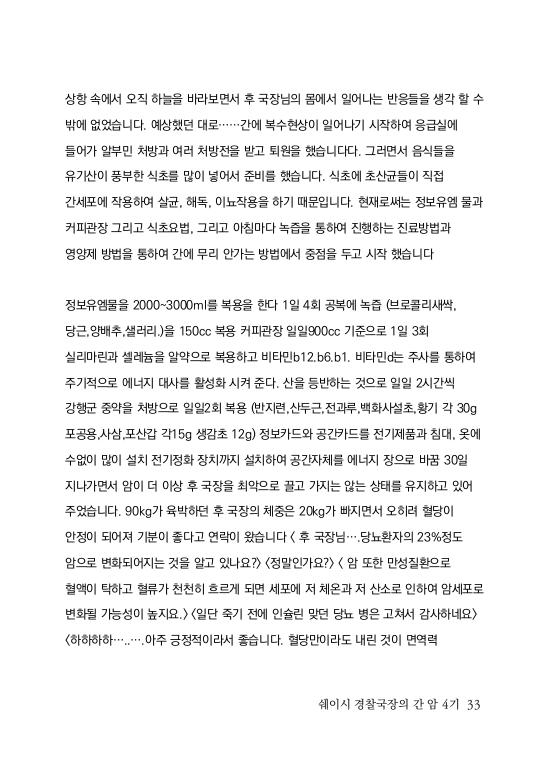 상항 속에서 오직 하늘을 바라보면서 후 국장님의 몸에서 일어나는 반응들을 생각 할 수
밖에 없었습니다. 예상했던 대로……간에 복수현상이 일어나기 시작하여 응급실에
들어가 알부민 처방과 여러 처방전을 받고 퇴원을 했습니다다. 그러면서 음식들을
유기산이 풍부한 식초를 많이 넣어서 준비를 했습니다. 식초에 초산균들이 직접
간세포에 작용하여 살균, 해독, 이뇨작용을 하기 때문입니다. 현재로써는 정보유엠 물과
커피관장 그리고 식초요법, 그리고 아침마다 녹즙을 통하여 진행하는 진료방법과
영양제 방법을 통하여 간에 무리 안가는 방법에서 중점을 두고 시작 했습니다
정보유엠물을 2000~3000ml를 복용을 한다 1일 4회 공복에 녹즙 (브로콜리새싹,
당근,양배추,샐러리.)을 150cc 복용 커피관장 일일900cc 기준으로 1일 3회
실리마린과 셀레늄을 알약으로 복용하고 비타민b12.b6.b1. 비타민d는 주사를 통하여
주기적으로 에너지 대사를 활성화 시켜 준다. 산을 등반하는 것으로 일일 2시간씩
강행군 중약을 처방으로 일일2회 복용 (반지련,산두근,전과루,백화사설초,황기 각 30g
포공용,사삼,포산갑 각15g 생감초 12g) 정보카드와 공간카드를 전기제품과 침대, 옷에
수없이 많이 설치 전기정화 장치까지 설치하여 공간자체를 에너지 장으로 바꿈 30일
지나가면서 암이 더 이상 후 국장을 최악으로 끌고 가지는 않는 상태를 유지하고 있어
주었습니다. 90kg가 육박하던 후 국장의 체중은 20kg가 빠지면서 오히려 혈당이
안정이 되어져 기분이 좋다고 연락이 왔습니다 < 후 국장님….당뇨환자의 23%정도
암으로 변화되어지는 것을 알고 있나요?> <정말인가요?> < 암 또한 만성질환으로
혈액이 탁하고 혈류가 천천히 흐르게 되면 세포에 저 체온과 저 산소로 인하여 암세포로
변화될 가능성이 높지요.> <일단 죽기 전에 인슐린 맞던 당뇨 병은 고쳐서 감사하네요>
<하하하하…..….아주 긍정적이라서 좋습니다. 혈당만이라도 내린 것이 면역력
쉐이시 경찰국장의 간 암 4기 33